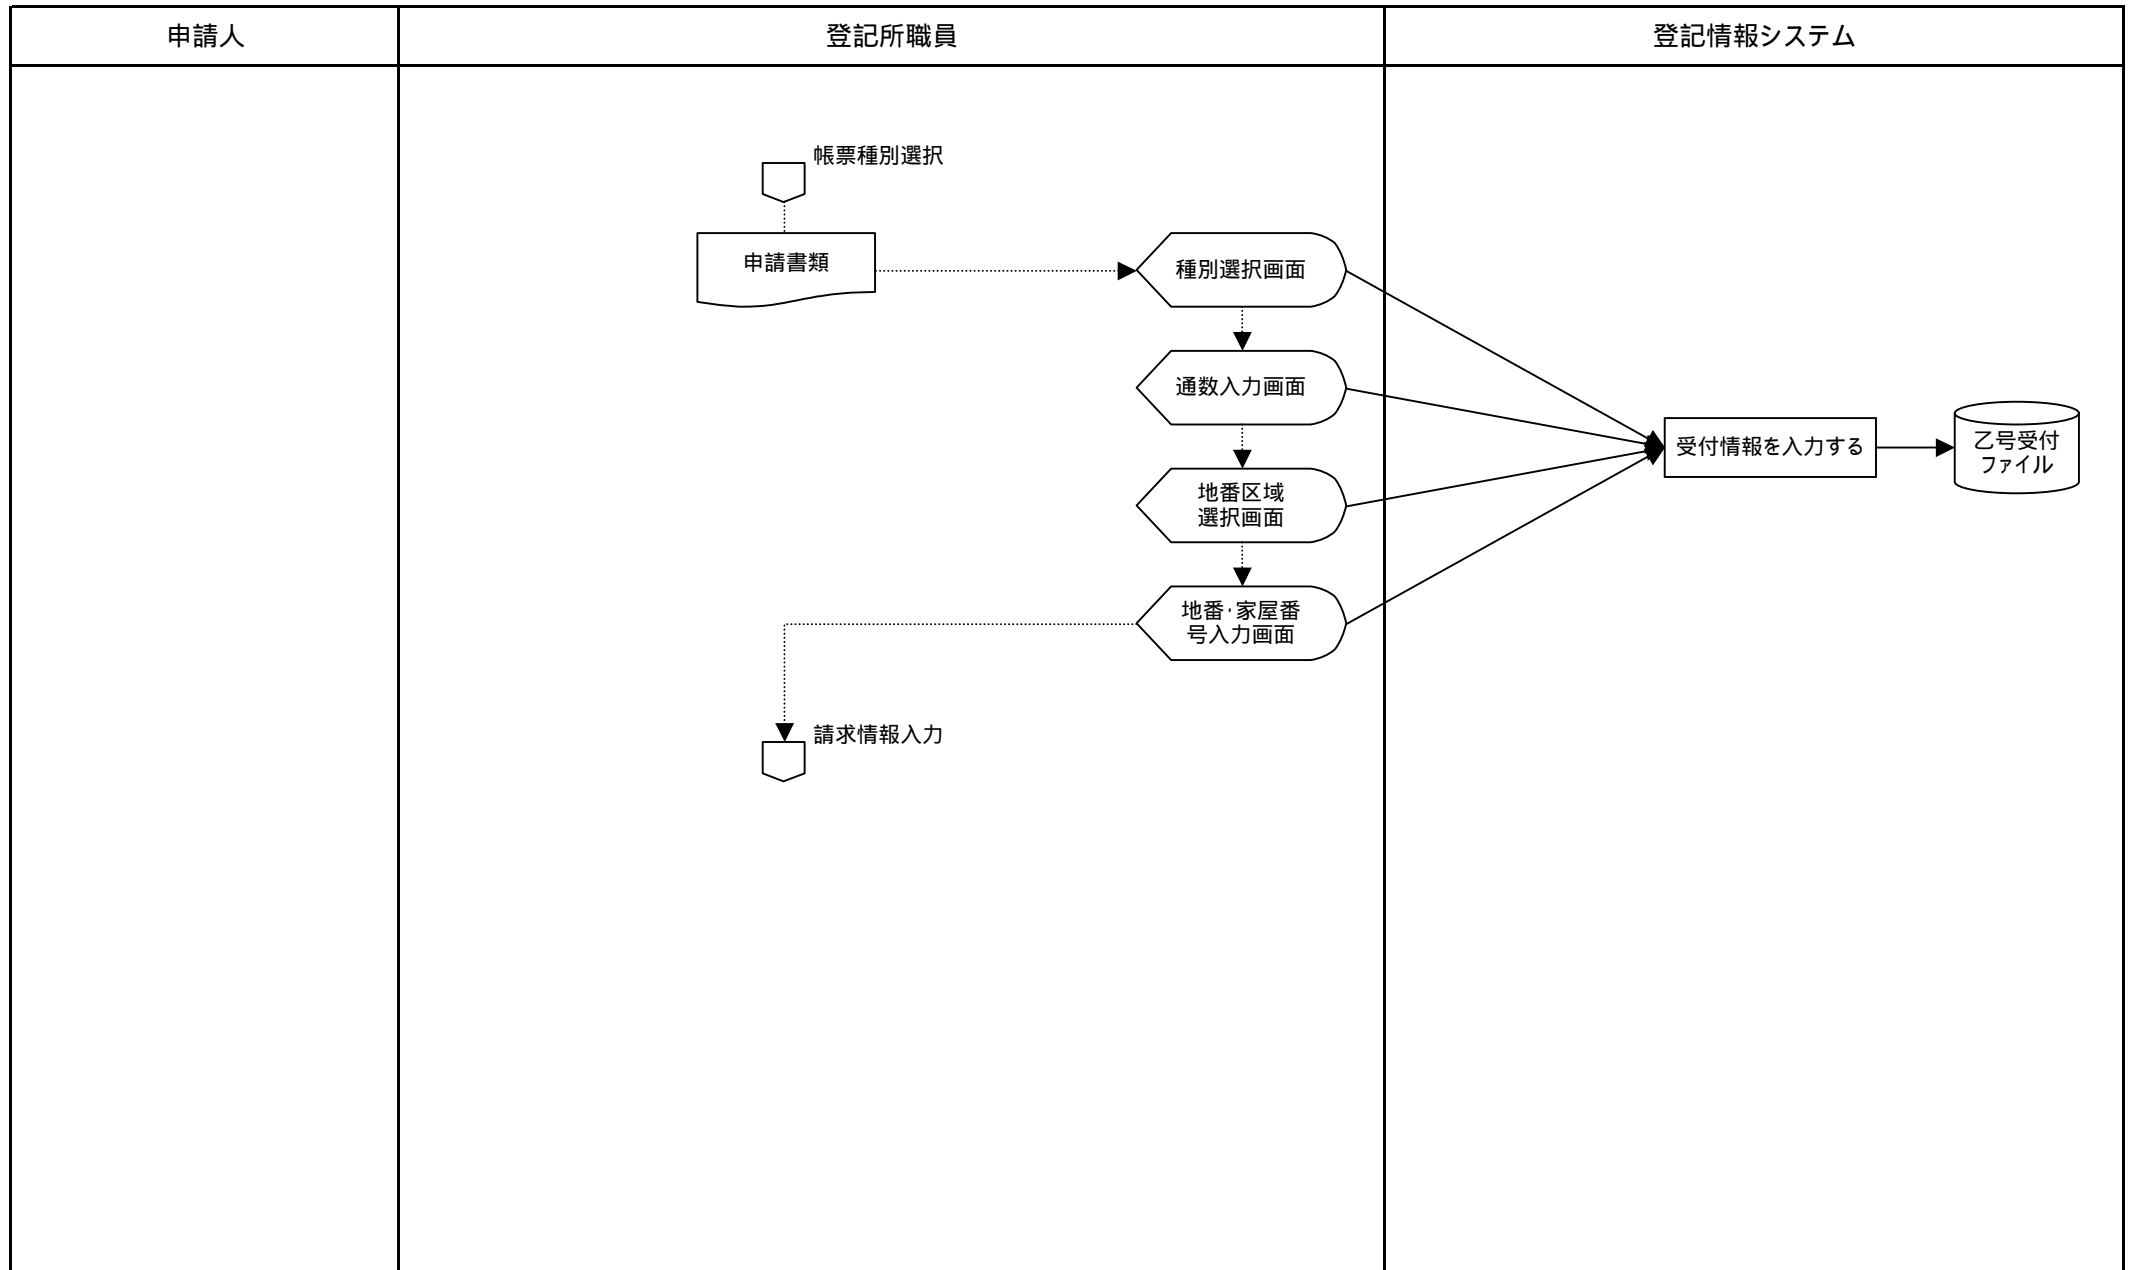 申請人
登記所職員
登記情報システム
帳票種別選択
申請書類
種別選択画面
通数入力画面
受付情報を入力する
乙号受付
ファイル
地番区域
選択画面
地番・家屋番
号入力画面
請求情報入力